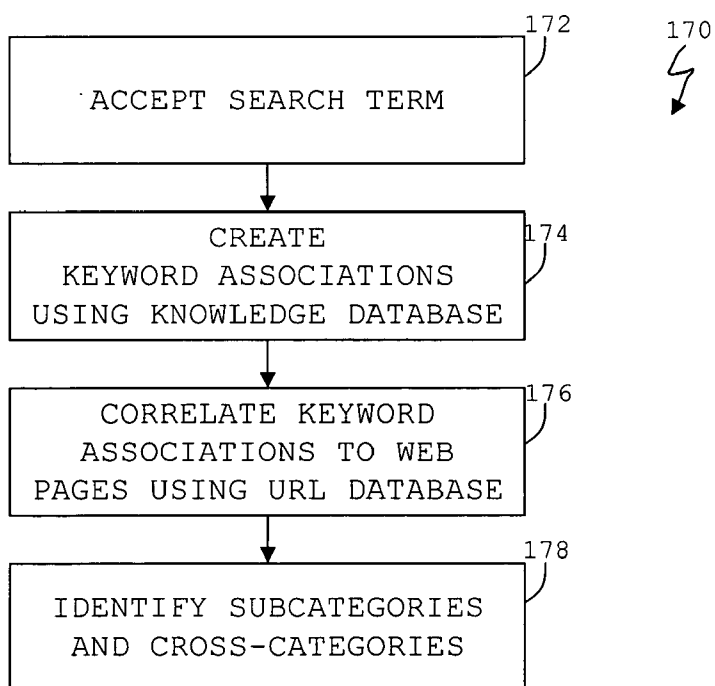 172
170
ACCEPT SEARCH TERM
174
CREATE
KEYWORD ASSOCIATIONS
USING KNOWLEDGE DATABASE
176
CORRELATE KEYWORD
ASSOCIATIONS TO WEB
PAGES USING URL DATABASE
178
IDENTIFY SUBCATEGORIES
AND CROSS-CATEGORIES